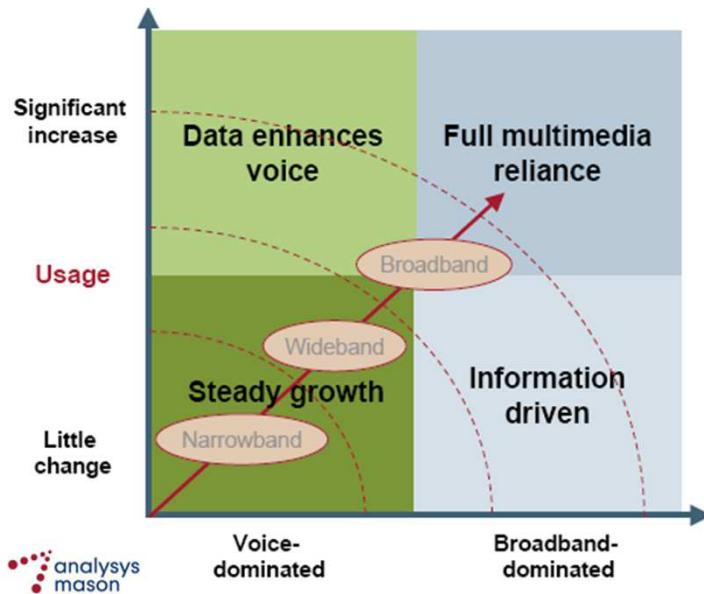 Significant
increase
Data enhances
voice
Full multimedia
reliance
Usage
Broadband
Wideband
Steady growth
Information
driven
Narrowband
Little
change
Voice-
dominated
Broadband-
dominated
analysys
mason